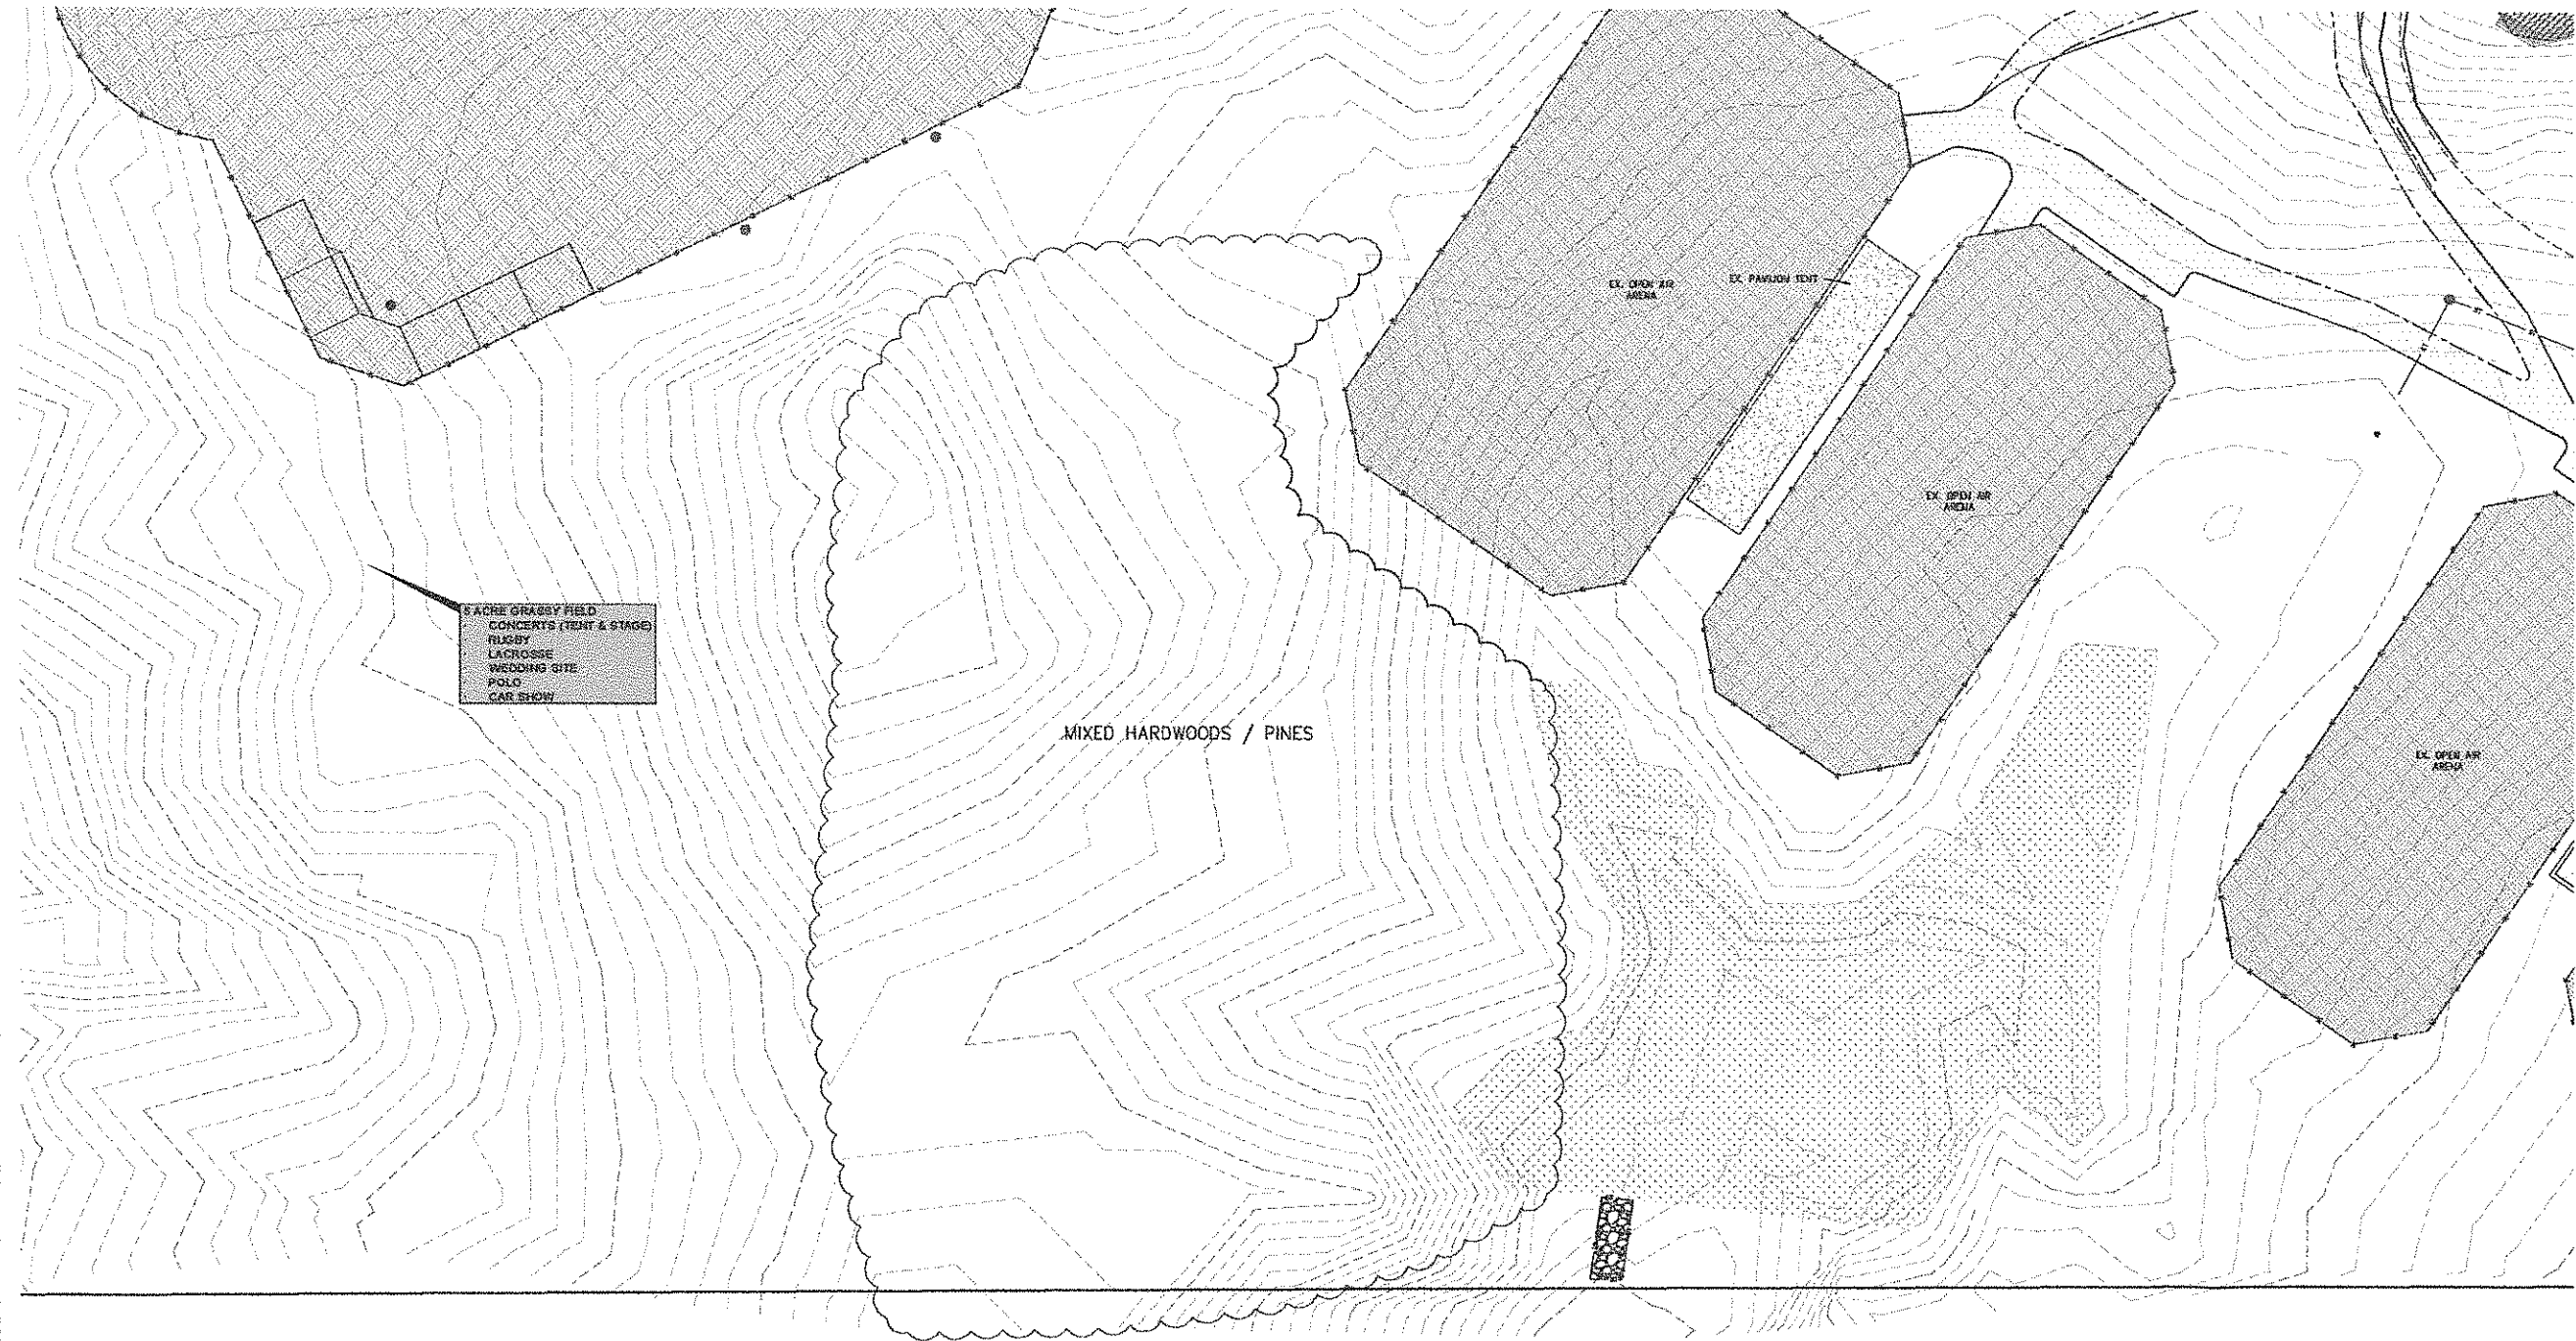 EX. OPEN AIR
ARENA
EX. PAVILION TENT
EX. OPEN AIR
ARENA
5 ACRE GRASSY FIELD
· CONCERTS (TENT & STAGE)
· RUGBY
· LACROSSE
· WEDDING SITE
· POLO
· CAR SHOW
MIXED HARDWOODS / PINES
EX. OPEN AIR
ARENA